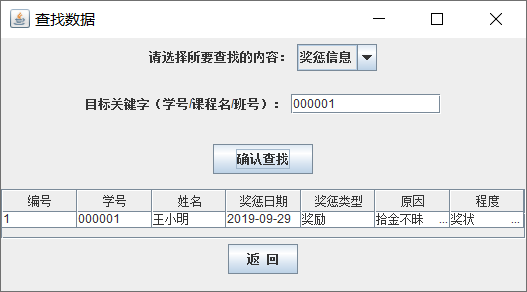 查找数据
请选择所要查找的内容： 奖惩信息
目标关键字（学号/课程名/班号）： 000001
确认查找
编号 学号 姓名 奖惩日期 奖惩类型 原因 程度
1 000001 王小明 2019-09-29 奖励 拾金不昧 ... 奖状 ...
返 回